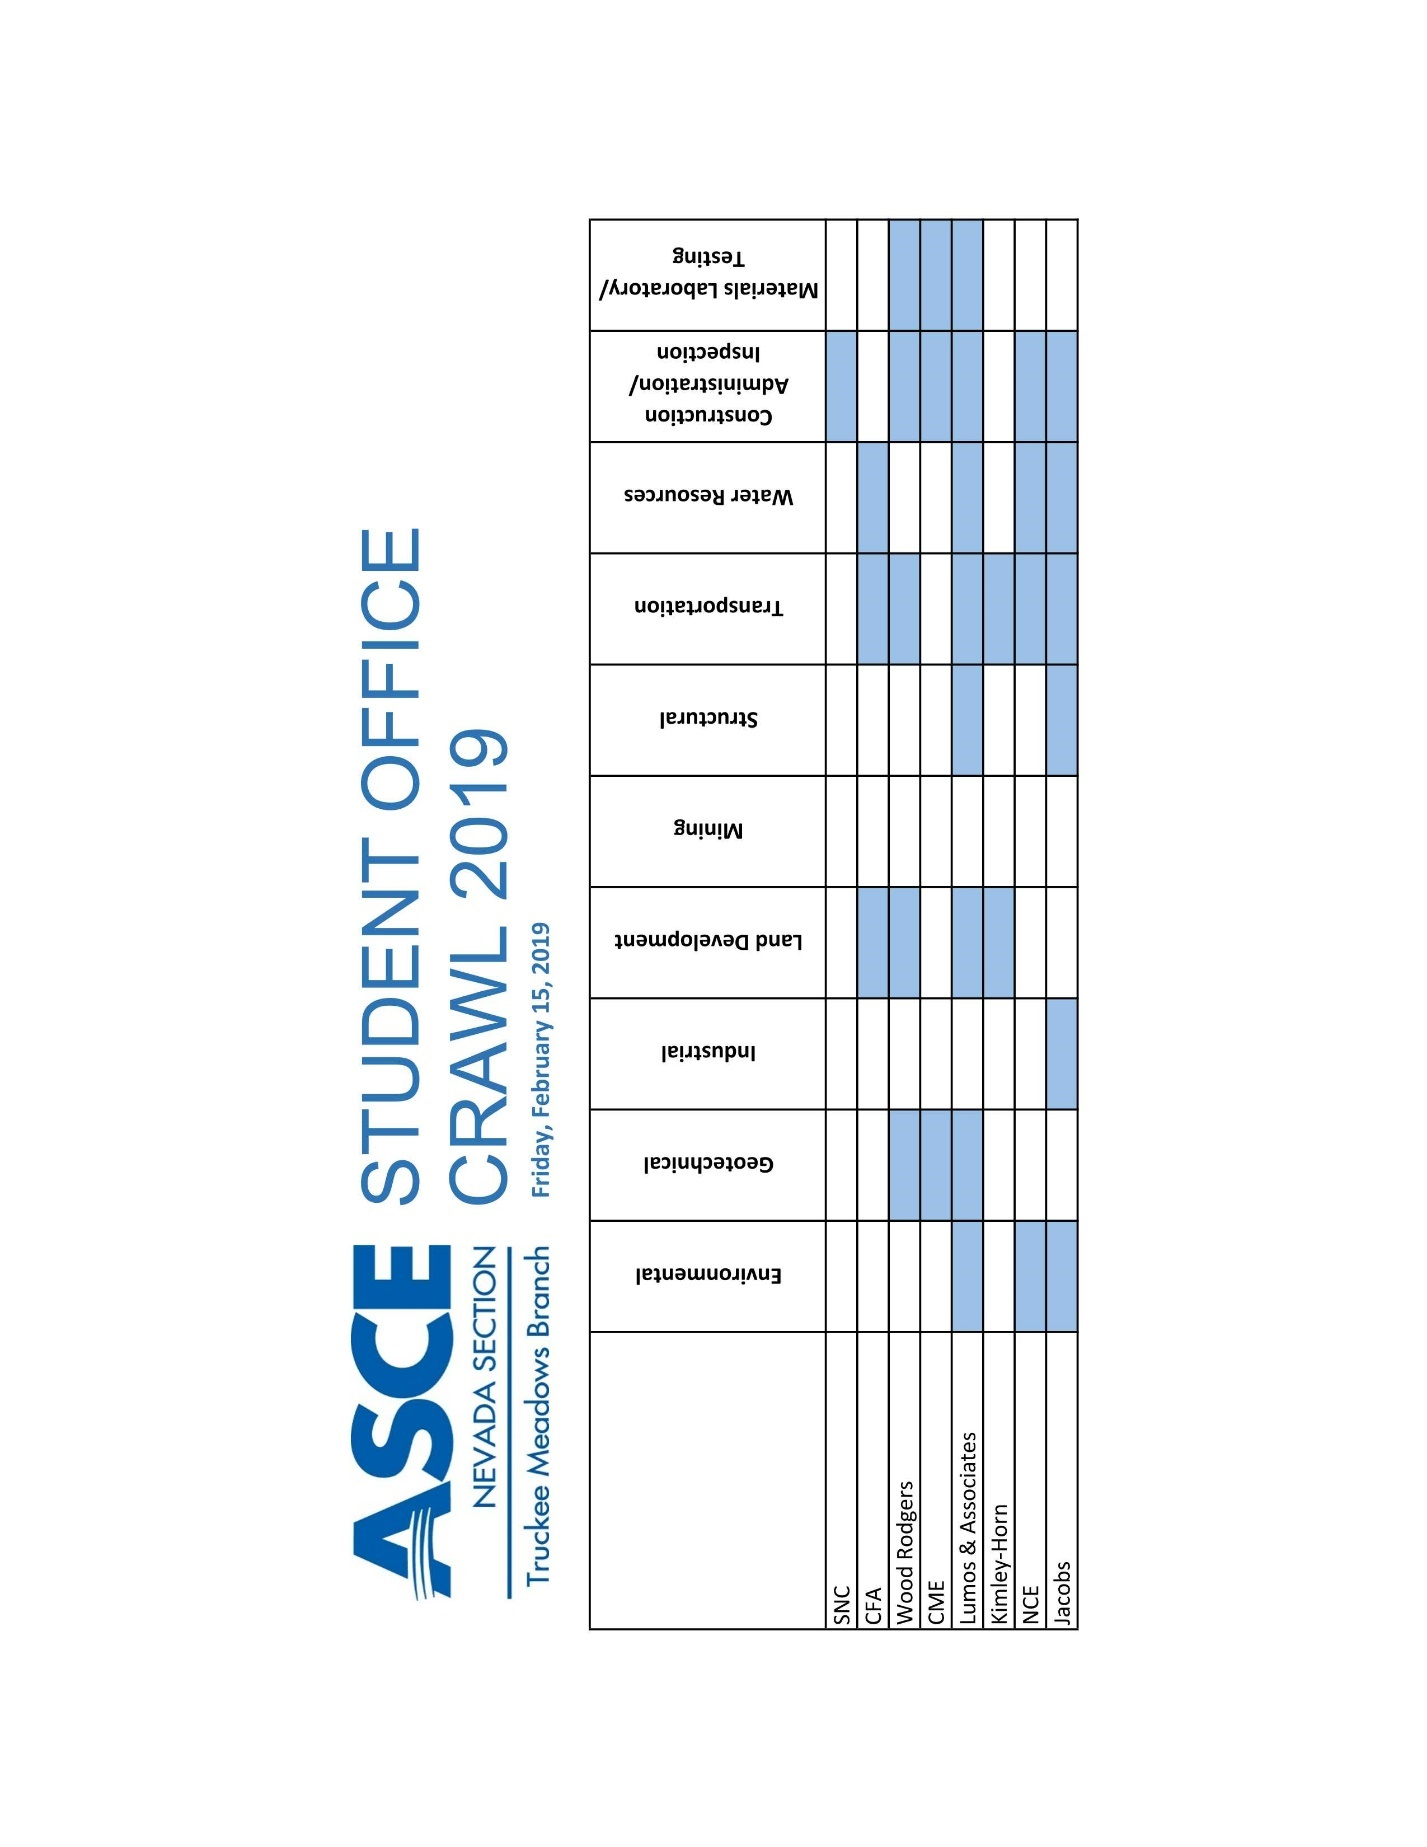 ASCE
NEVADA SECTION
Truckee Meadows Branch
STUDENT OFFICE
CRAWL 2019
Friday, February 15, 2019
Environmental
Geotechnical
Industrial
Land Development
Mining
Structural
Transportation
Water Resources
Construction
Administration/
Inspection
Materials Laboratory/
Testing
SNC
CFA
Wood Rodgers
CME
Lumos & Associates
Kimley-Horn
NCE
Jacobs